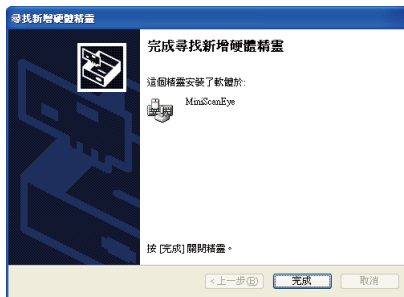 尋找新增硬體精靈
完成尋找新增硬體精靈
這個精靈安裝了軟體於:
MiniScanEye
按 [完成] 關閉精靈。
<上一步(B)
完成
取消